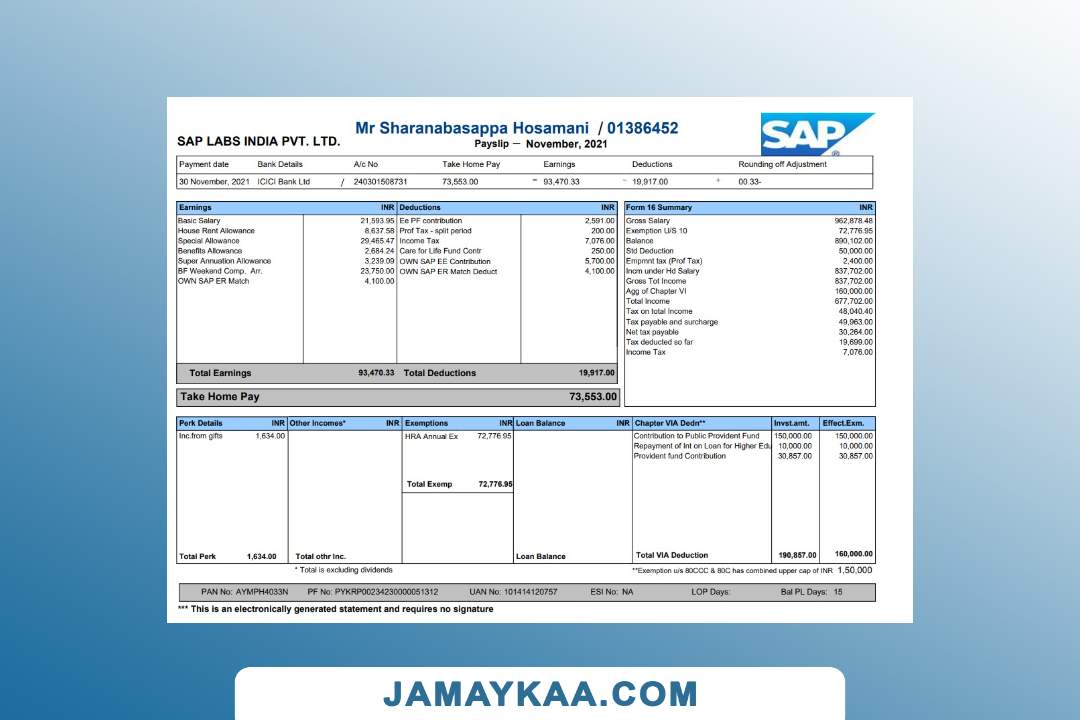 Mr Sharanabasappa Hosamani / 01386452
SAP
®
SAP LABS INDIA PVT. LTD.
Payslip – November, 2021
Payment date Bank Details A/c No Take Home Pay Earnings Deductions Rounding off Adjustment
30 November, 2021 ICICI Bank Ltd / 240301508731 73,553.00 = 93,470.33 - 19,917.00 + 00.33-
Earnings INR Deductions INR Form 16 Summary INR
Basic Salary 21,593.95 Ee PF contribution 2,591.00 Gross Salary 962,878.48
House Rent Allowance 8,637.58 Prof Tax - split period 200.00 Exemption U/S 10 72,776.95
Special Allowance 29,465.47 Income Tax 7,076.00 Balance 890,102.00
Benefits Allowance 2,684.24 Care for Life Fund Contr 250.00 Std Deduction 50,000.00
Super Annuation Allowance 3,239.09 OWN SAP EE Contribution 5,700.00 Empmnt tax (Prof Tax) 2,400.00
BF Weekend Comp. Arr. 23,750.00 OWN SAP ER Match Deduct 4,100.00 Incm under Hd Salary 837,702.00
OWN SAP ER Match 4,100.00 Gross Tot Income 837,702.00
Agg of Chapter VI 160,000.00
Total Income 677,702.00
Tax on total Income 48,040.40
Tax payable and surcharge 49,963.00
Net tax payable 30,264.00
Tax deducted so far 19,699.00
Income Tax 7,076.00
Total Earnings 93,470.33 Total Deductions 19,917.00
Take Home Pay 73,553.00
Perk Details INR Other Incomes* INR Exemptions INR Loan Balance INR Chapter VIA Dedn** Invst.amt. Effect.Exm.
Inc.from gifts 1,634.00 HRA Annual Ex 72,776.95 Contribution to Public Provident Fund 150,000.00 150,000.00
Repayment of Int on Loan for Higher Edu 10,000.00 10,000.00
Provident fund Contribution 30,857.00 30,857.00
Total Exemp 72,776.95
Total Perk 1,634.00 Total othr Inc. Loan Balance Total VIA Deduction 190,857.00 160,000.00
* Total is excluding dividends **Exemption u/s 80CCC & 80C has combined upper cap of INR 1,50,000
PAN No: AYMPH4033N PF No: PYKRP00234230000051312 UAN No: 101414120757 ESI No: NA LOP Days: Bal PL Days: 15
*** This is an electronically generated statement and requires no signature
JAMAYKAA.COM